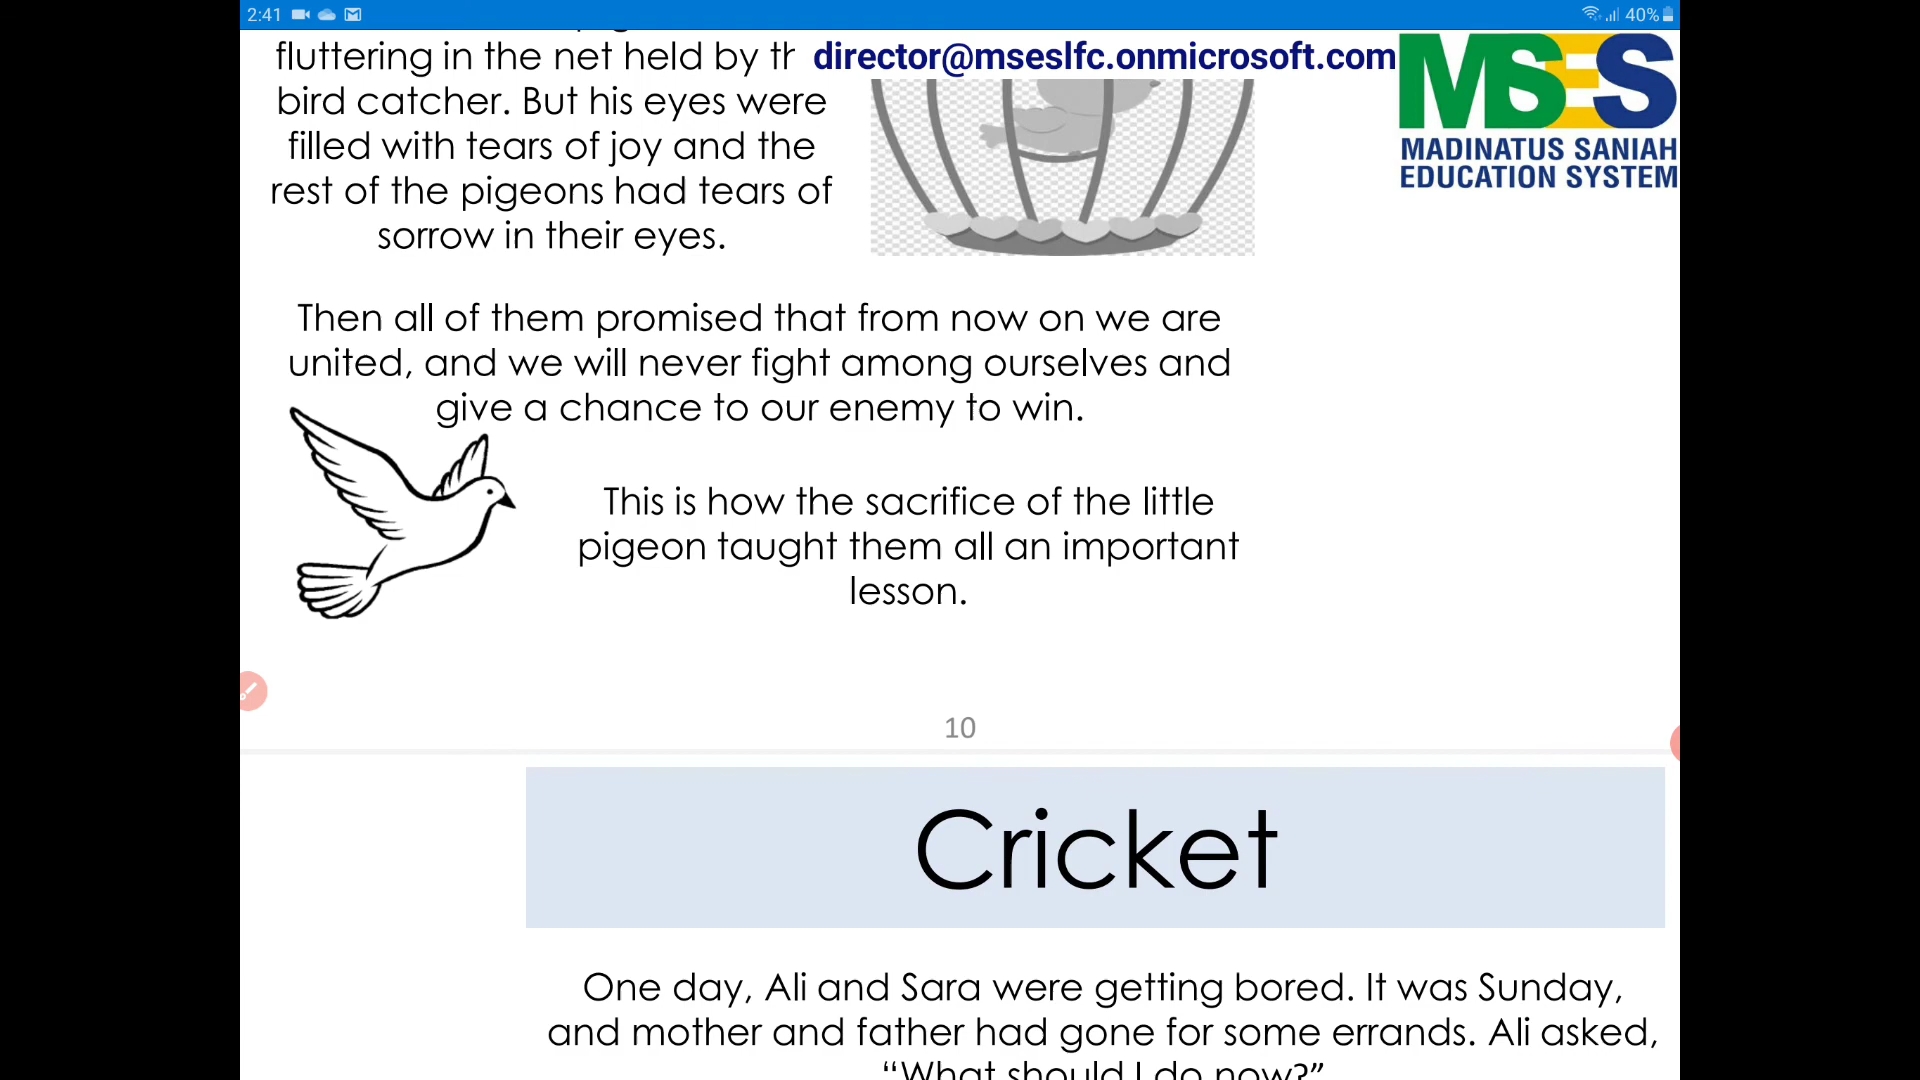 2:41
40%
fluttering in the net held by
director@mseslfc.onmicrosoft.com
MSES
MADINATUS SANIAH
EDUCATION SYSTEM
bird catcher. But his eyes were
filled with tears of joy and the
rest of the pigeons had tears of
sorrow in their eyes.
Then all of them promised that from now on we are
united, and we will never fight among ourselves and
give a chance to our enemy to win.
This is how the sacrifice of the little
pigeon taught them all an important
lesson.
10
Cricket
One day, Ali and Sara were getting bored. It was Sunday,
and mother and father had gone for some errands. Ali asked,
“What should I do now?”